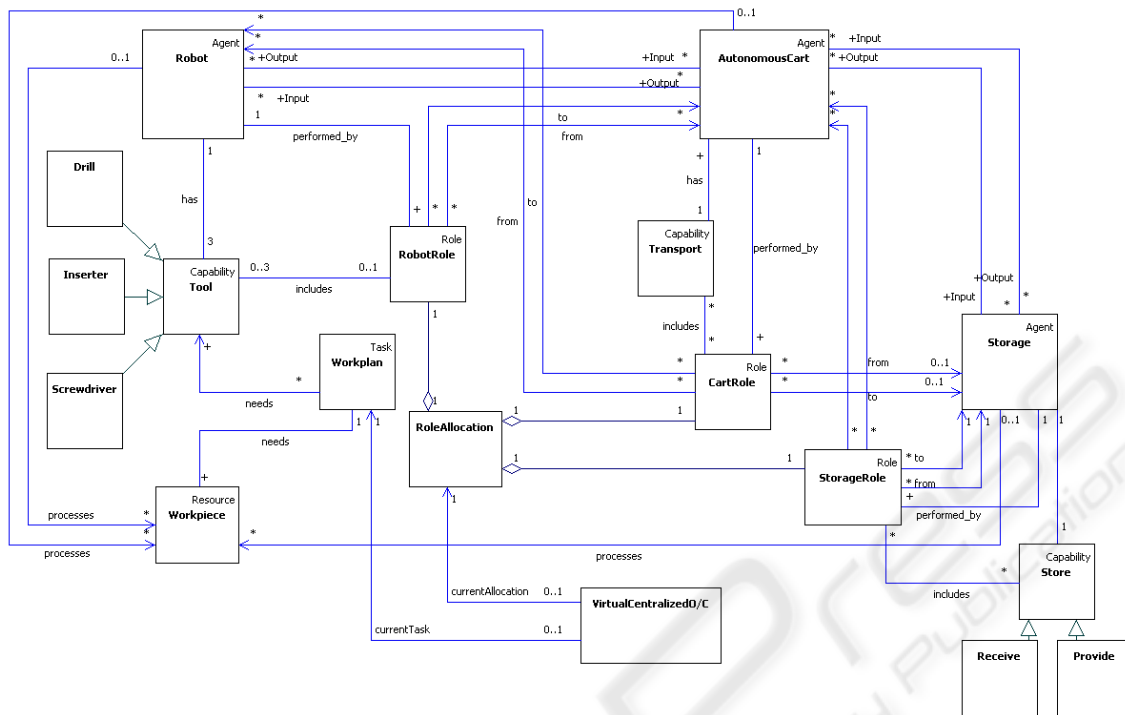 *
0..1
Agent
Robot
0..1
*
*
+Output
*
+Input
*
*
+Output
*
+Input
1
performed_by
Agent
AutonomousCart
*
+Input
*
+Output
*
*
*
to
from
Drill
1
has
3
to
from
+
*
*
+
has
1
1
performed_by
Capability
Transport
Role
RobotRole
Inserter
Capability
Tool
0..3
0..1
includes
+Output
+Input
*
*
Agent
Storage
1
*
includes
*
+
Screwdriver
+
*
needs
Task
Workplan
*
*
Role
CartRole
*
*
from
0..1
0..1
to
1
1
needs
1
RoleAllocation
1
1
1
1
*
*
1
1
0..1
1
1
Role
StorageRole
* to
* from
+
performed_by
+
Resource
Workpiece
1
processes
*
*
*
processes
processes
*
1
Capability
Store
*
includes
currentAllocation
0..1
VirtualCentralizedO/C
currentTask
0..1
Receive
Provide
Press
Publication